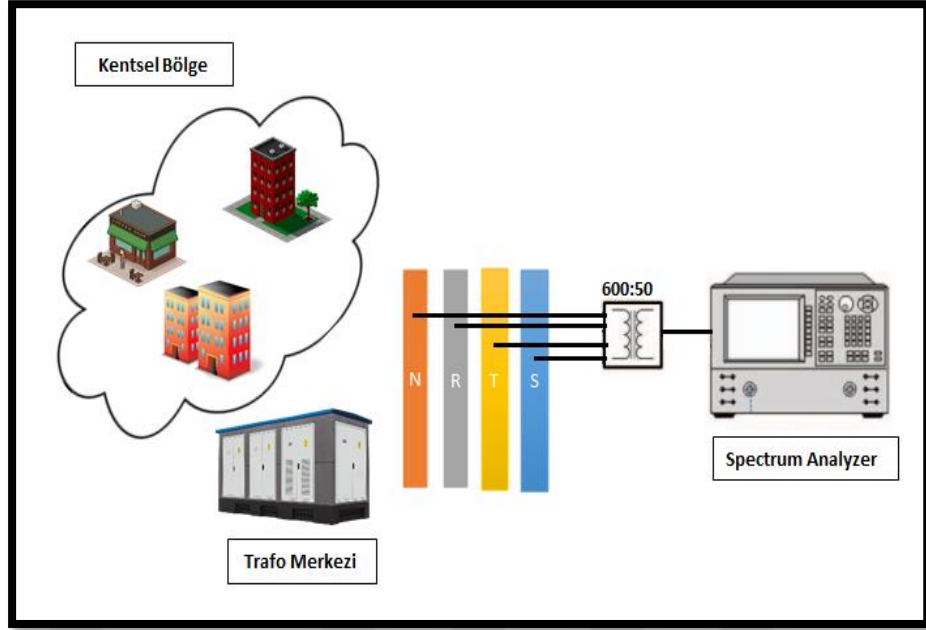 Kentsel Bölge
600:50
N
R
T
S
Spectrum Analyzer
Trafo Merkezi